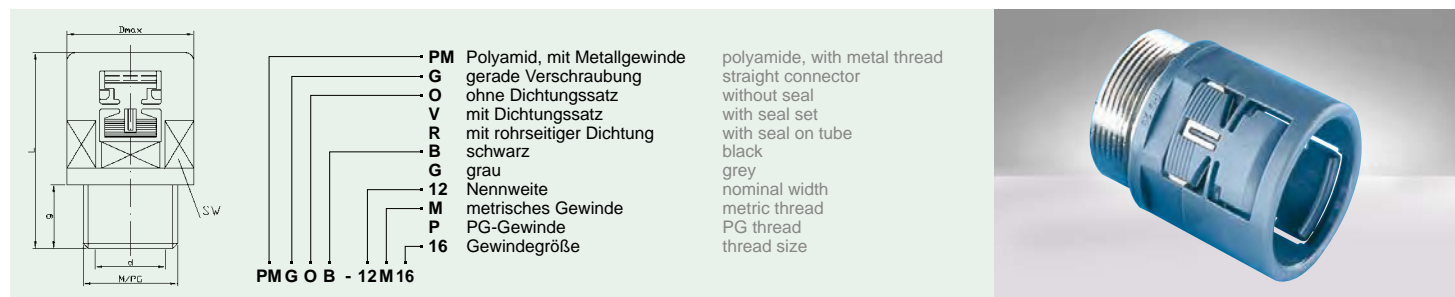 Dmax
L
g
SW
d
M/PG
PM Polyamid, mit Metallgewinde polyamide, with metal thread
G gerade Verschraubung straight connector
O ohne Dichtungssatz without seal
V mit Dichtungssatz with seal set
R mit rohrseitiger Dichtung with seal on tube
B schwarz black
G grau grey
12 Nennweite nominal width
M metrisches Gewinde metric thread
P PG-Gewinde PG thread
16 Gewindegröße thread size
PM G O B - 12 M 16